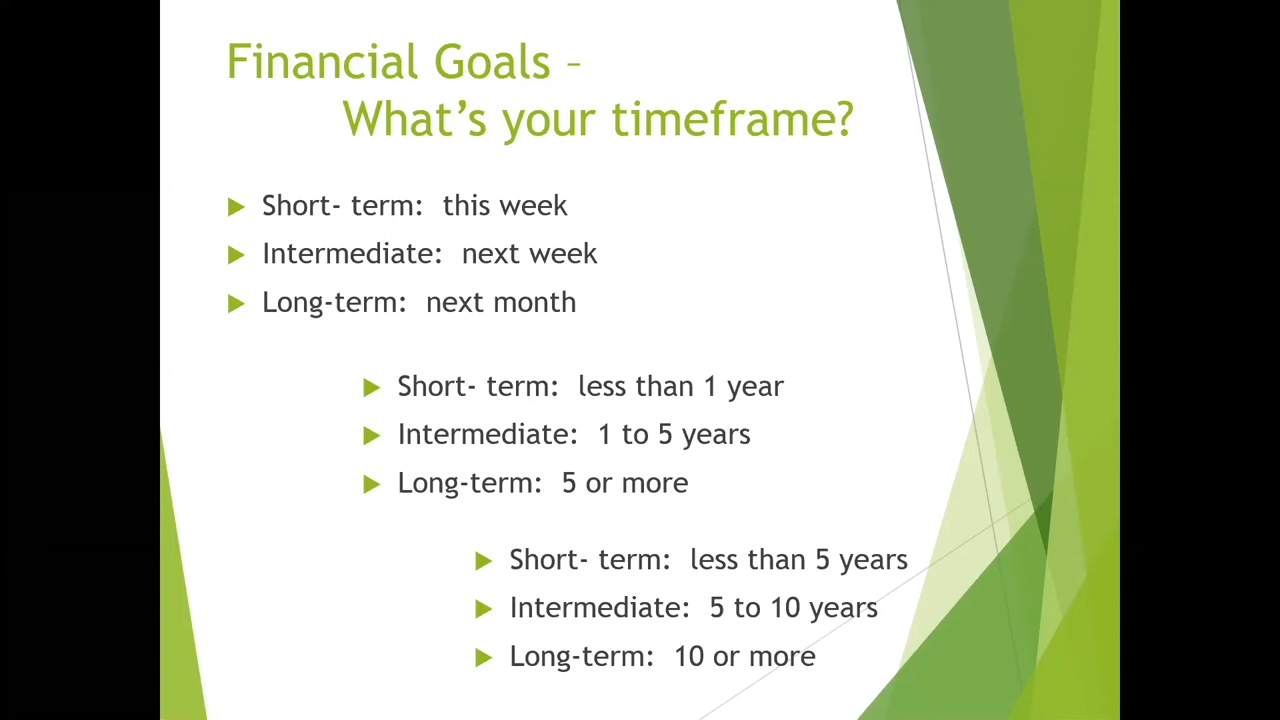 Financial Goals –
What's your timeframe?
Short- term: this week
Intermediate: next week
Long-term: next month
Short- term: less than 1 year
Intermediate: 1 to 5 years
Long-term: 5 or more
Short- term: less than 5 years
Intermediate: 5 to 10 years
Long-term: 10 or more